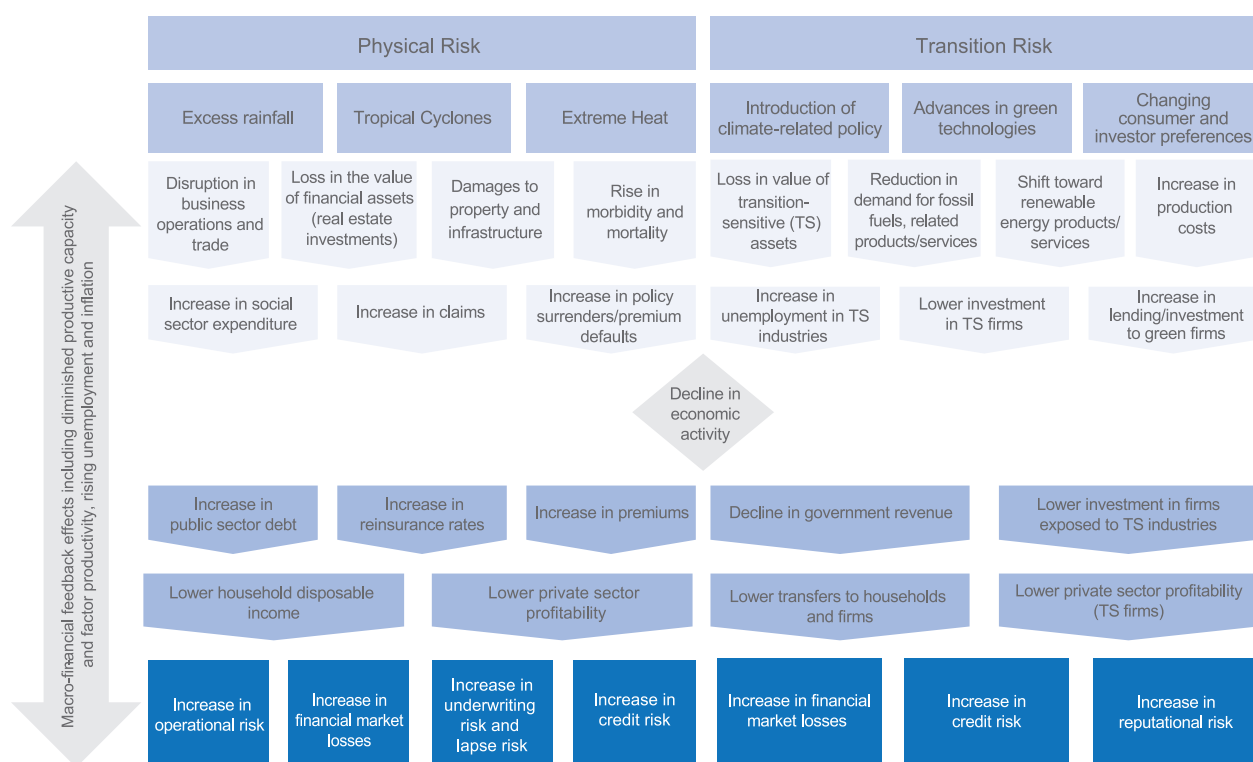 Physical Risk
Transition Risk
Excess rainfall
Tropical Cyclones
Extreme Heat
Introduction of
climate-related policy
Advances in green
technologies
Changing
consumer and
investor preferences
Disruption in
business
operations and
trade
Loss in the value
of financial assets
(real estate
investments)
Damages to
property and
infrastructure
Rise in
morbidity and
mortality
Loss in value of
transition-
sensitive (TS)
assets
Reduction in
demand for fossil
fuels, related
products/services
Shift toward
renewable
energy products/
services
Increase in
production
costs
Increase in social
sector expenditure
Increase in claims
Increase in policy
surrenders/premium
defaults
Increase in
unemployment in TS
industries
Lower investment
in TS firms
Increase in
lending/investment
to green firms
Decline in
economic
activity
Increase in
public sector debt
Increase in
reinsurance rates
Increase in premiums
Decline in government revenue
Lower investment in firms
exposed to TS industries
Lower household disposable
income
Lower private sector
profitability
Lower transfers to households
and firms
Lower private sector profitability
(TS firms)
Increase in
operational risk
Increase in
financial market
losses
Increase in
underwriting
risk and
lapse risk
Increase in
credit risk
Increase in financial
market losses
Increase in
credit risk
Increase in
reputational risk
Macro-financial feedback effects including diminished productive capacity
and factor productivity, rising unemployment and inflation